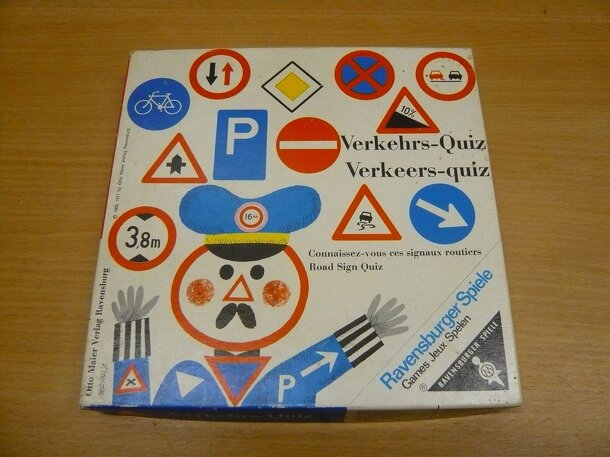 10%
P
Verkehrs-Quiz
Verkeers-quiz
16 km
3,8m
Connaissez-vous ces signaux routiers
Road Sign Quiz
P
Otto Maier Verlag Ravensburg
Ravensburger Spiele
Games Jeux Spelen
RAVENSBURGER SPIELE